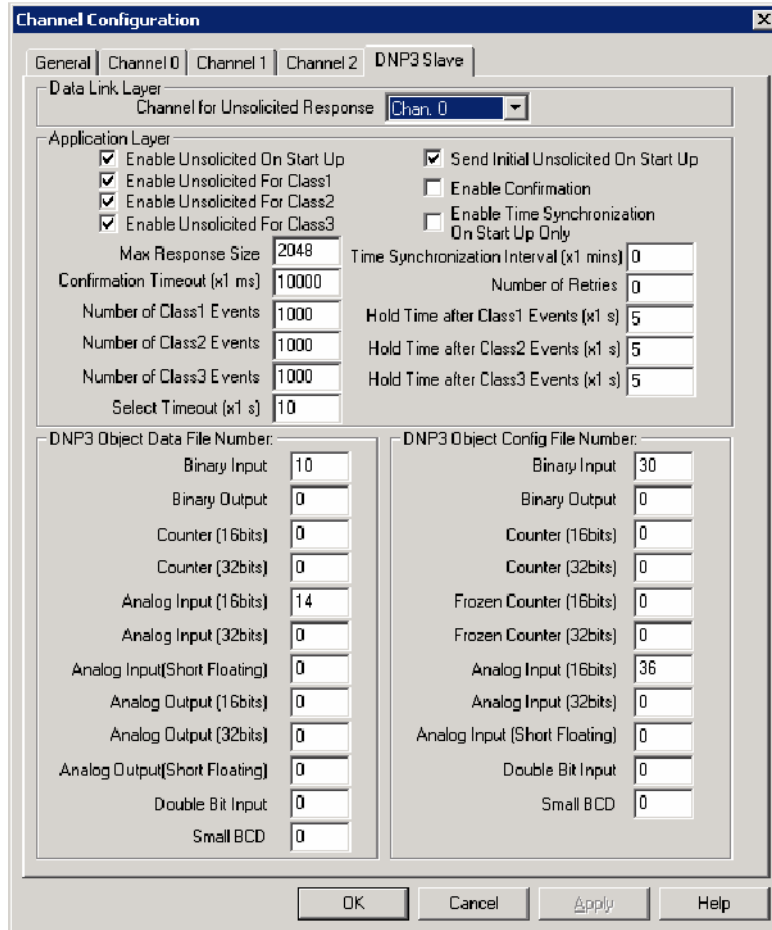 Channel Configuration
General Channel 0 Channel 1 Channel 2 DNP3 Slave
Data Link Layer
Channel for Unsolicited Response Chan. 0
Application Layer
Enable Unsolicited On Start Up
Enable Unsolicited For Class1
Enable Unsolicited For Class2
Enable Unsolicited For Class3
Send Initial Unsolicited On Start Up
Enable Confirmation
Enable Time Synchronization
On Start Up Only
Max Response Size 2048
Confirmation Timeout (x1 ms) 10000
Number of Class1 Events 1000
Number of Class2 Events 1000
Number of Class3 Events 1000
Select Timeout (x1 s) 10
Time Synchronization Interval (x1 mins) 0
Number of Retries 0
Hold Time after Class1 Events (x1 s) 5
Hold Time after Class2 Events (x1 s) 5
Hold Time after Class3 Events (x1 s) 5
DNP3 Object Data File Number:
Binary Input 10
Binary Output 0
Counter (16bits) 0
Counter (32bits) 0
Analog Input (16bits) 14
Analog Input (32bits) 0
Analog Input(Short Floating) 0
Analog Output (16bits) 0
Analog Output (32bits) 0
Analog Output(Short Floating) 0
Double Bit Input 0
Small BCD 0
DNP3 Object Config File Number:
Binary Input 30
Binary Output 0
Counter (16bits) 0
Counter (32bits) 0
Frozen Counter (16bits) 0
Frozen Counter (32bits) 0
Analog Input (16bits) 36
Analog Input (32bits) 0
Analog Input (Short Floating) 0
Double Bit Input 0
Small BCD 0
OK Cancel Apply Help